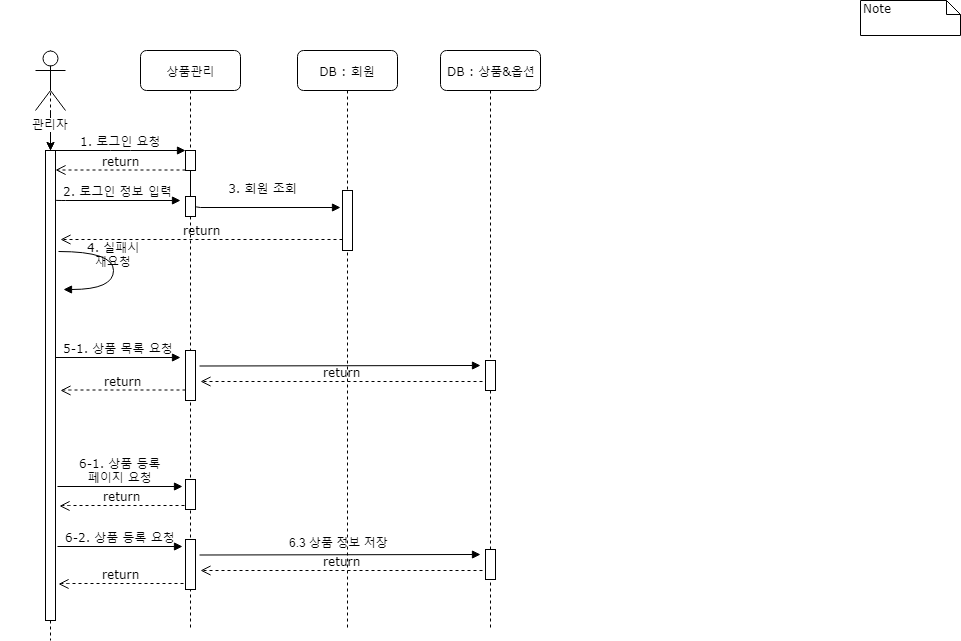 Note
상품관리
DB : 회원
DB : 상품&옵션
관리자
1. 로그인 요청
return
2. 로그인 정보 입력
3. 회원 조회
return
4. 실패시
재요청
5-1. 상품 목록 요청
return
return
6-1. 상품 등록
페이지 요청
return
6-2. 상품 등록 요청
6.3 상품 정보 저장
return
return